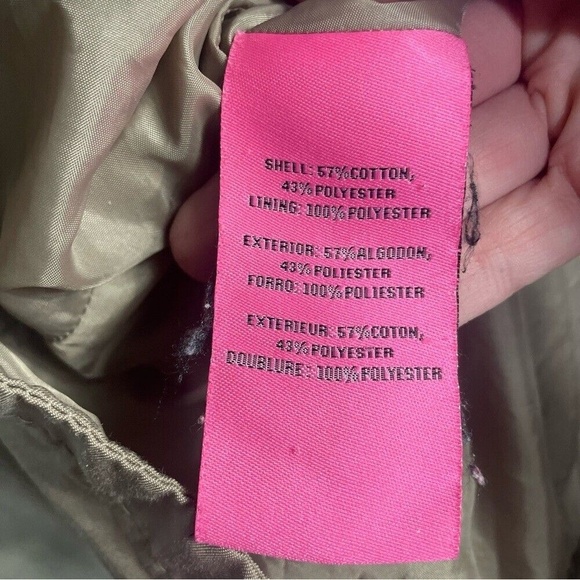 SHELL: 57%COTTON,
43%POLYESTER
LINING: 100%POLYESTER
EXTERIOR: 57%ALGODON,
43%POLIESTER
FORRO: 100%POLIESTER
EXTERIEUR: 57%COTON,
43%POLYESTER
DOUBLURE: 100%POLYESTER